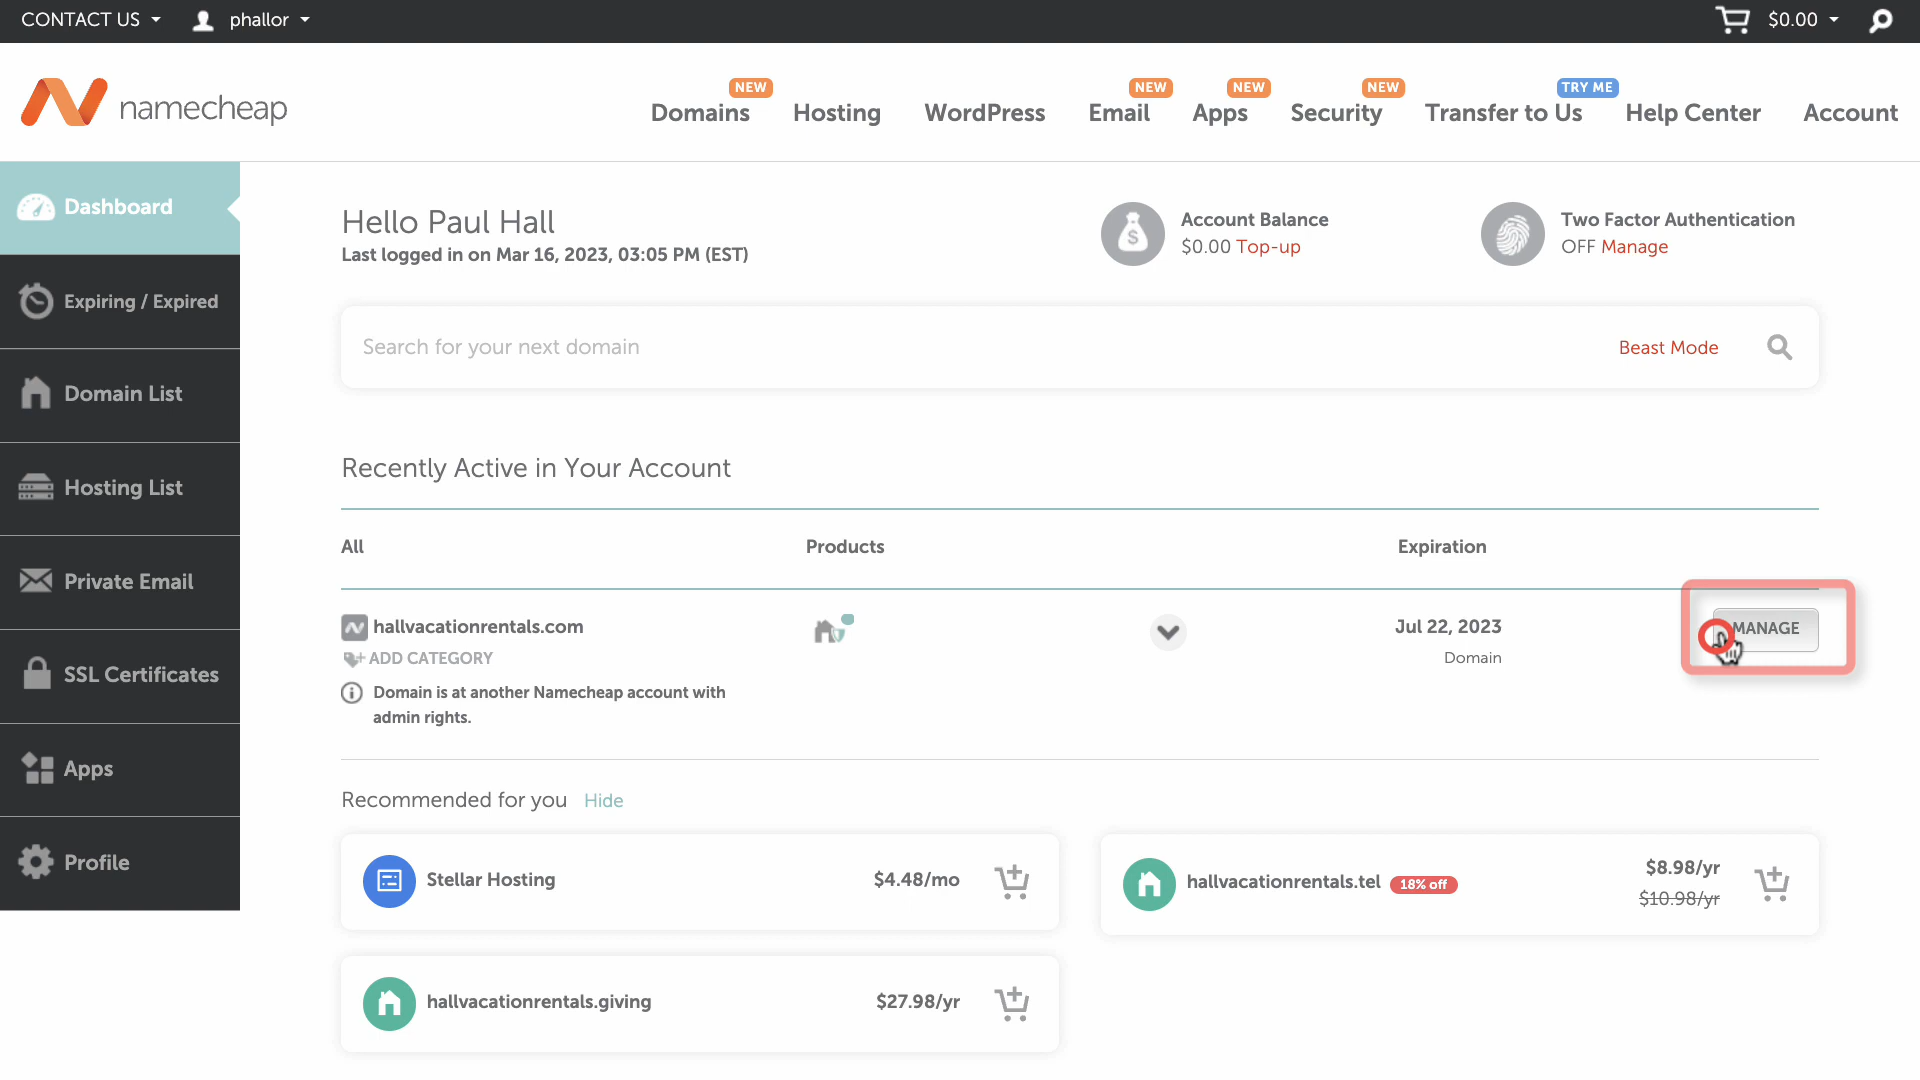 CONTACT US
phallor
$0.00
namecheap
NEW
Domains
Hosting
WordPress
NEW
Email
NEW
Apps
NEW
Security
TRY ME
Transfer to Us
Help Center
Account
Dashboard
Expiring / Expired
Domain List
Hosting List
Private Email
SSL Certificates
Apps
Profile
Hello Paul Hall
Last logged in on Mar 16, 2023, 03:05 PM (EST)
Account Balance
$0.00 Top-up
Two Factor Authentication
OFF Manage
Search for your next domain
Beast Mode
Recently Active in Your Account
All
Products
Expiration
hallvacationrentals.com
ADD CATEGORY
Domain is at another Namecheap account with
admin rights.
Jul 22, 2023
Domain
MANAGE
Recommended for you
Hide
Stellar Hosting
$4.48/mo
hallvacationrentals.tel
18% off
$8.98/yr
$10.98/yr
hallvacationrentals.giving
$27.98/yr